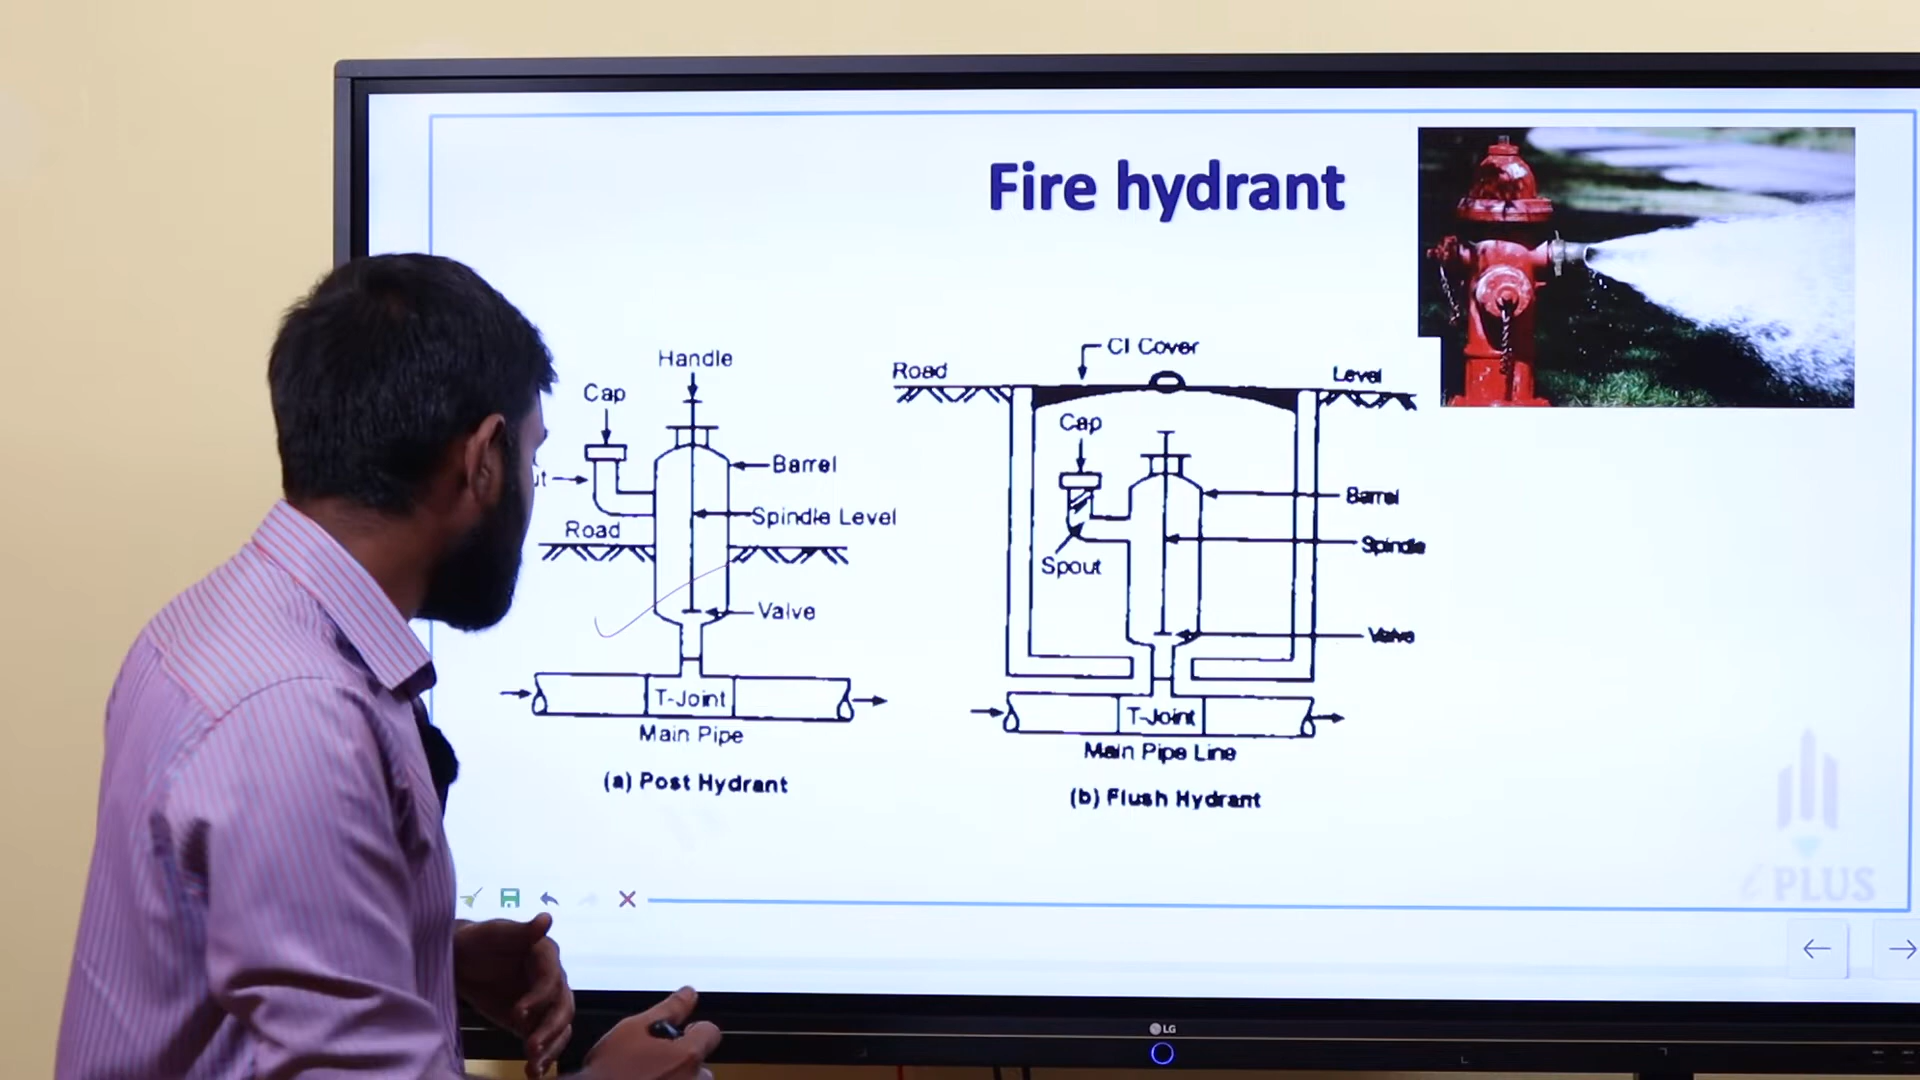 Fire hydrant
Handle
Cap
Barrel
Spindle Level
Road
Valve
T-Joint
Main Pipe
(a) Post Hydrant
Road
CI Cover
Level
Cap
Barrel
Spindle
Spout
Valve
T-Joint
Main Pipe Line
(b) Flush Hydrant
PLUS
LG